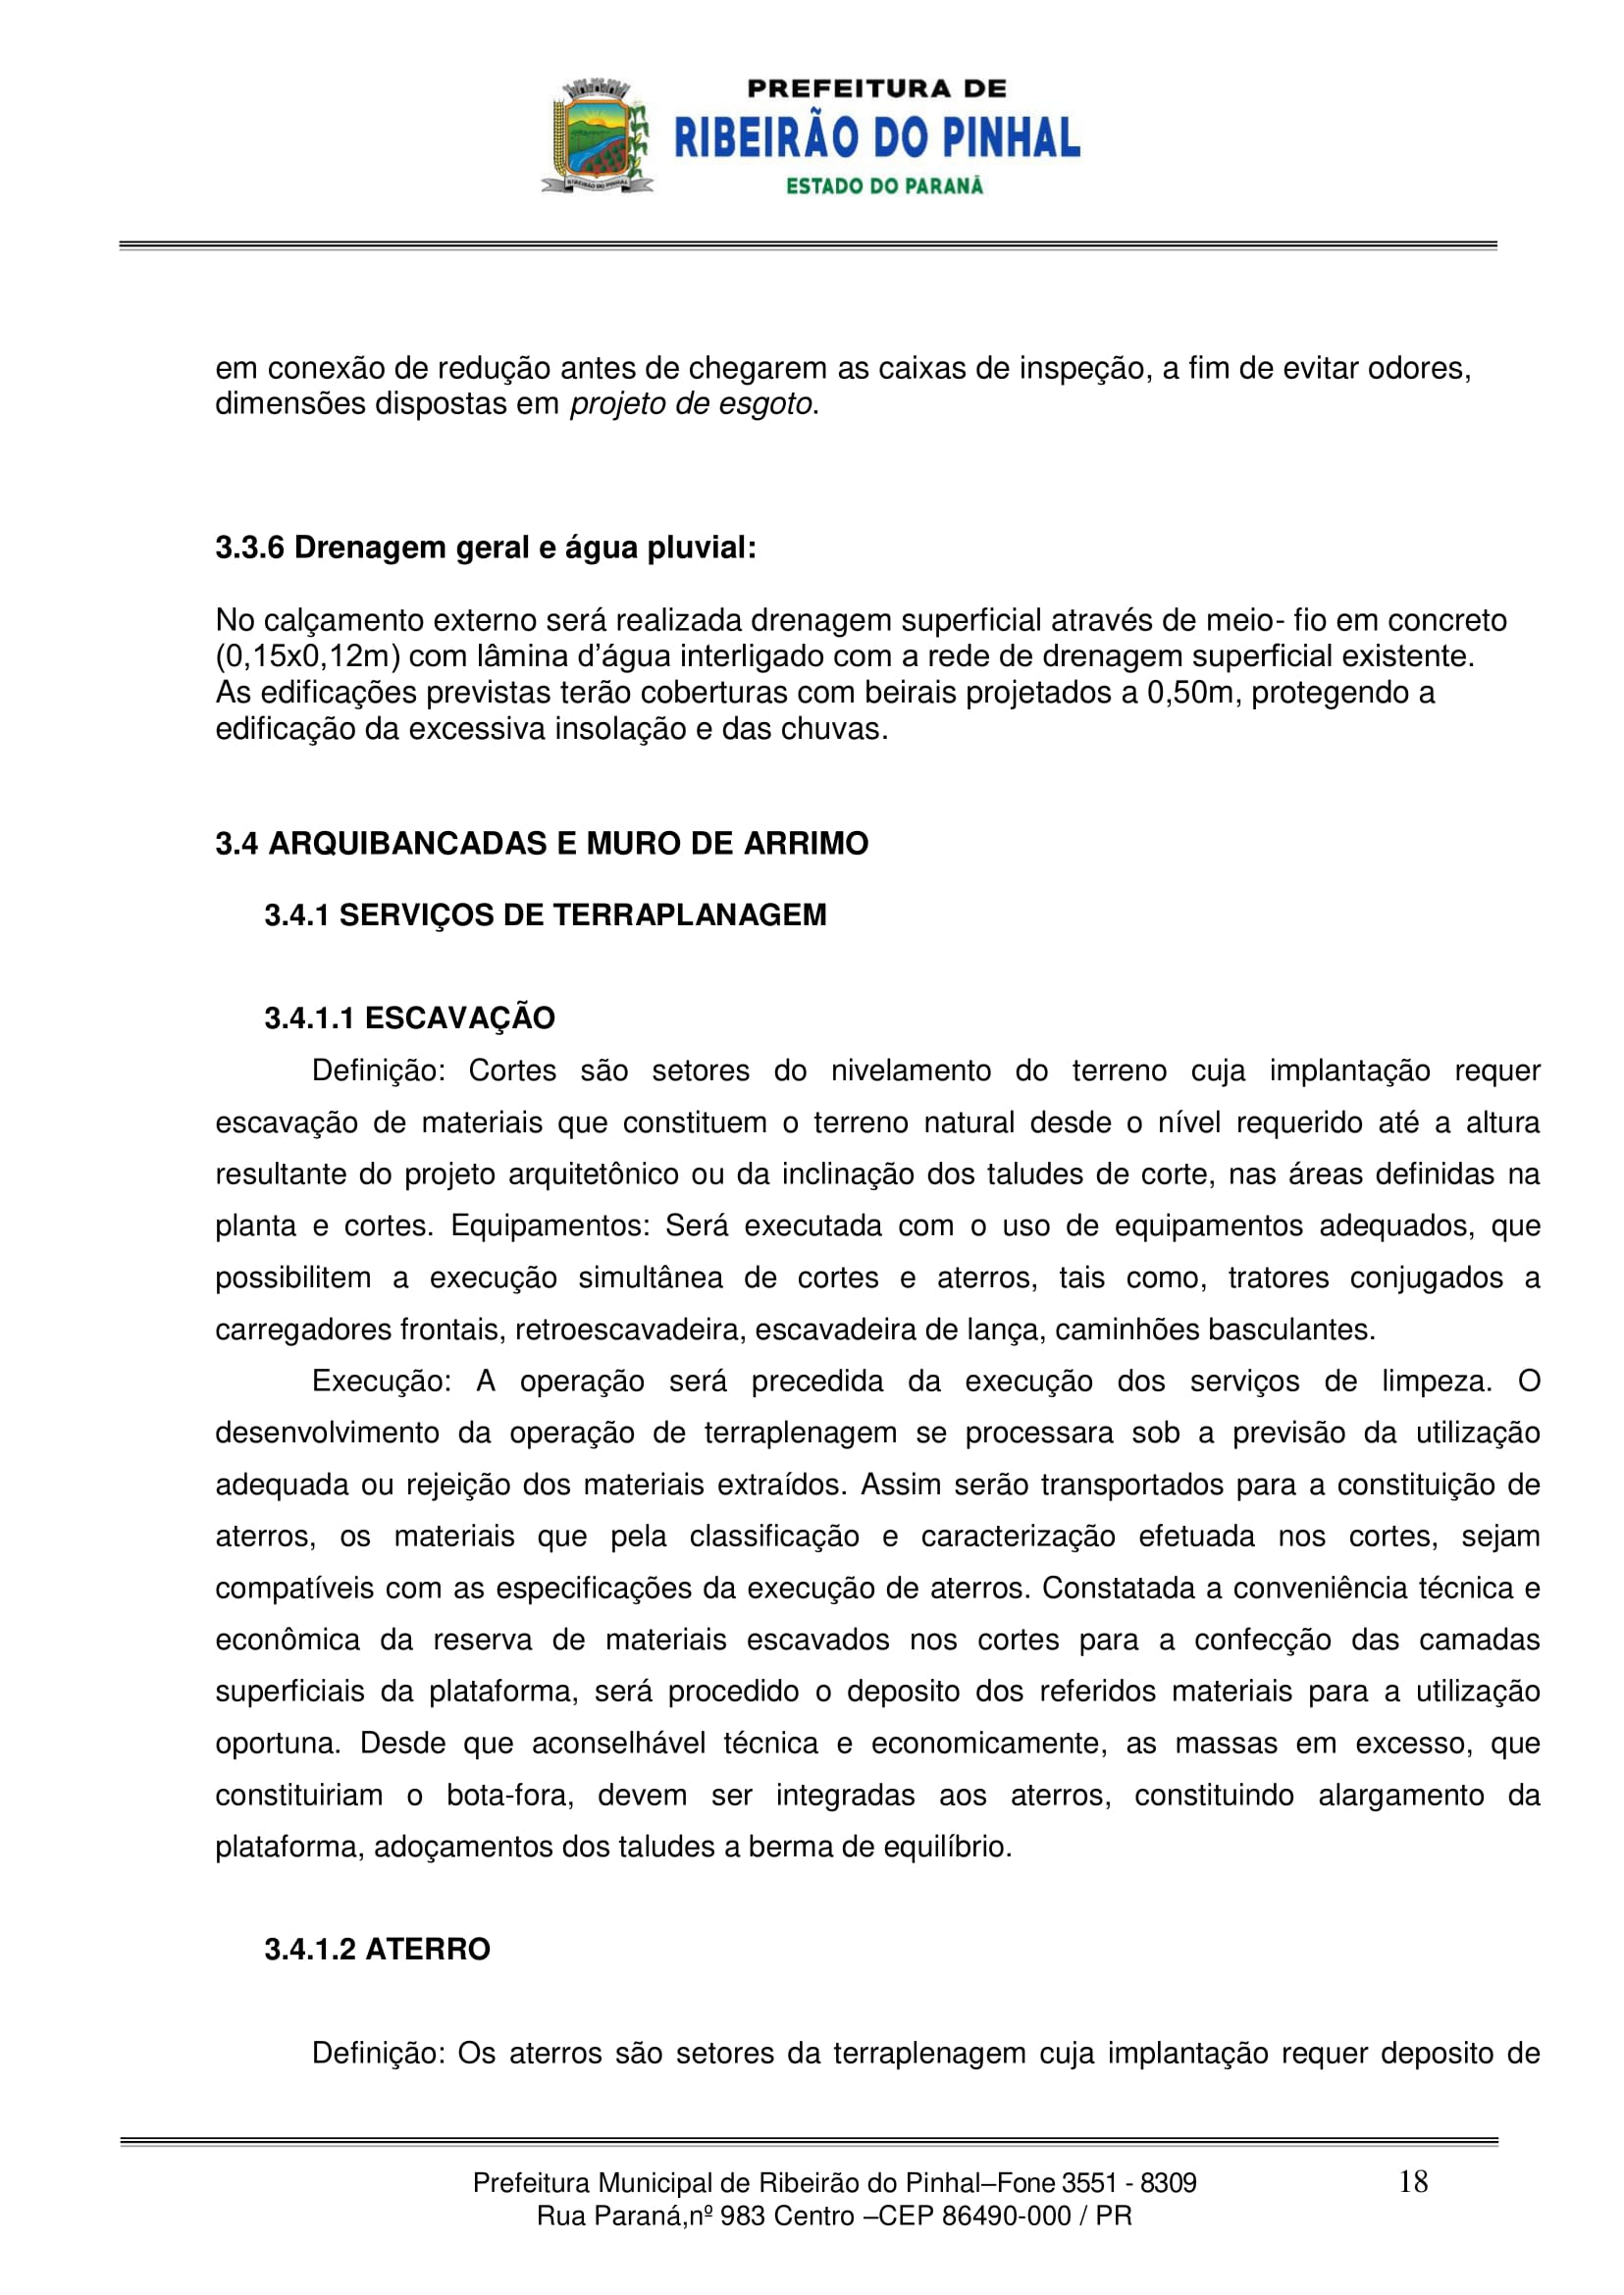 PREFEITURA DE
RIBEIRÃO DO PINHAL
ESTADO DO PARANÁ
RIBEIRÃO DO PINHAL
em conexão de redução antes de chegarem as caixas de inspeção, a fim de evitar odores,
dimensões dispostas em projeto de esgoto.
3.3.6 Drenagem geral e água pluvial:
No calçamento externo será realizada drenagem superficial através de meio- fio em concreto
(0,15x0,12m) com lâmina d’água interligado com a rede de drenagem superficial existente.
As edificações previstas terão coberturas com beirais projetados a 0,50m, protegendo a
edificação da excessiva insolação e das chuvas.
3.4 ARQUIBANCADAS E MURO DE ARRIMO
3.4.1 SERVIÇOS DE TERRAPLANAGEM
3.4.1.1 ESCAVAÇÃO
Definição: Cortes são setores do nivelamento do terreno cuja implantação requer
escavação de materiais que constituem o terreno natural desde o nível requerido até a altura
resultante do projeto arquitetônico ou da inclinação dos taludes de corte, nas áreas definidas na
planta e cortes. Equipamentos: Será executada com o uso de equipamentos adequados, que
possibilitem a execução simultânea de cortes e aterros, tais como, tratores conjugados a
carregadores frontais, retroescavadeira, escavadeira de lança, caminhões basculantes.
Execução: A operação será precedida da execução dos serviços de limpeza. O
desenvolvimento da operação de terraplenagem se processara sob a previsão da utilização
adequada ou rejeição dos materiais extraídos. Assim serão transportados para a constituição de
aterros, os materiais que pela classificação e caracterização efetuada nos cortes, sejam
compatíveis com as especificações da execução de aterros. Constatada a conveniência técnica e
econômica da reserva de materiais escavados nos cortes para a confecção das camadas
superficiais da plataforma, será procedido o deposito dos referidos materiais para a utilização
oportuna. Desde que aconselhável técnica e economicamente, as massas em excesso, que
constituiriam o bota-fora, devem ser integradas aos aterros, constituindo alargamento da
plataforma, adoçamentos dos taludes a berma de equilíbrio.
3.4.1.2 ATERRO
Definição: Os aterros são setores da terraplenagem cuja implantação requer deposito de
Prefeitura Municipal de Ribeirão do Pinhal–Fone 3551 - 8309
18
Rua Paraná,nº 983 Centro –CEP 86490-000 / PR